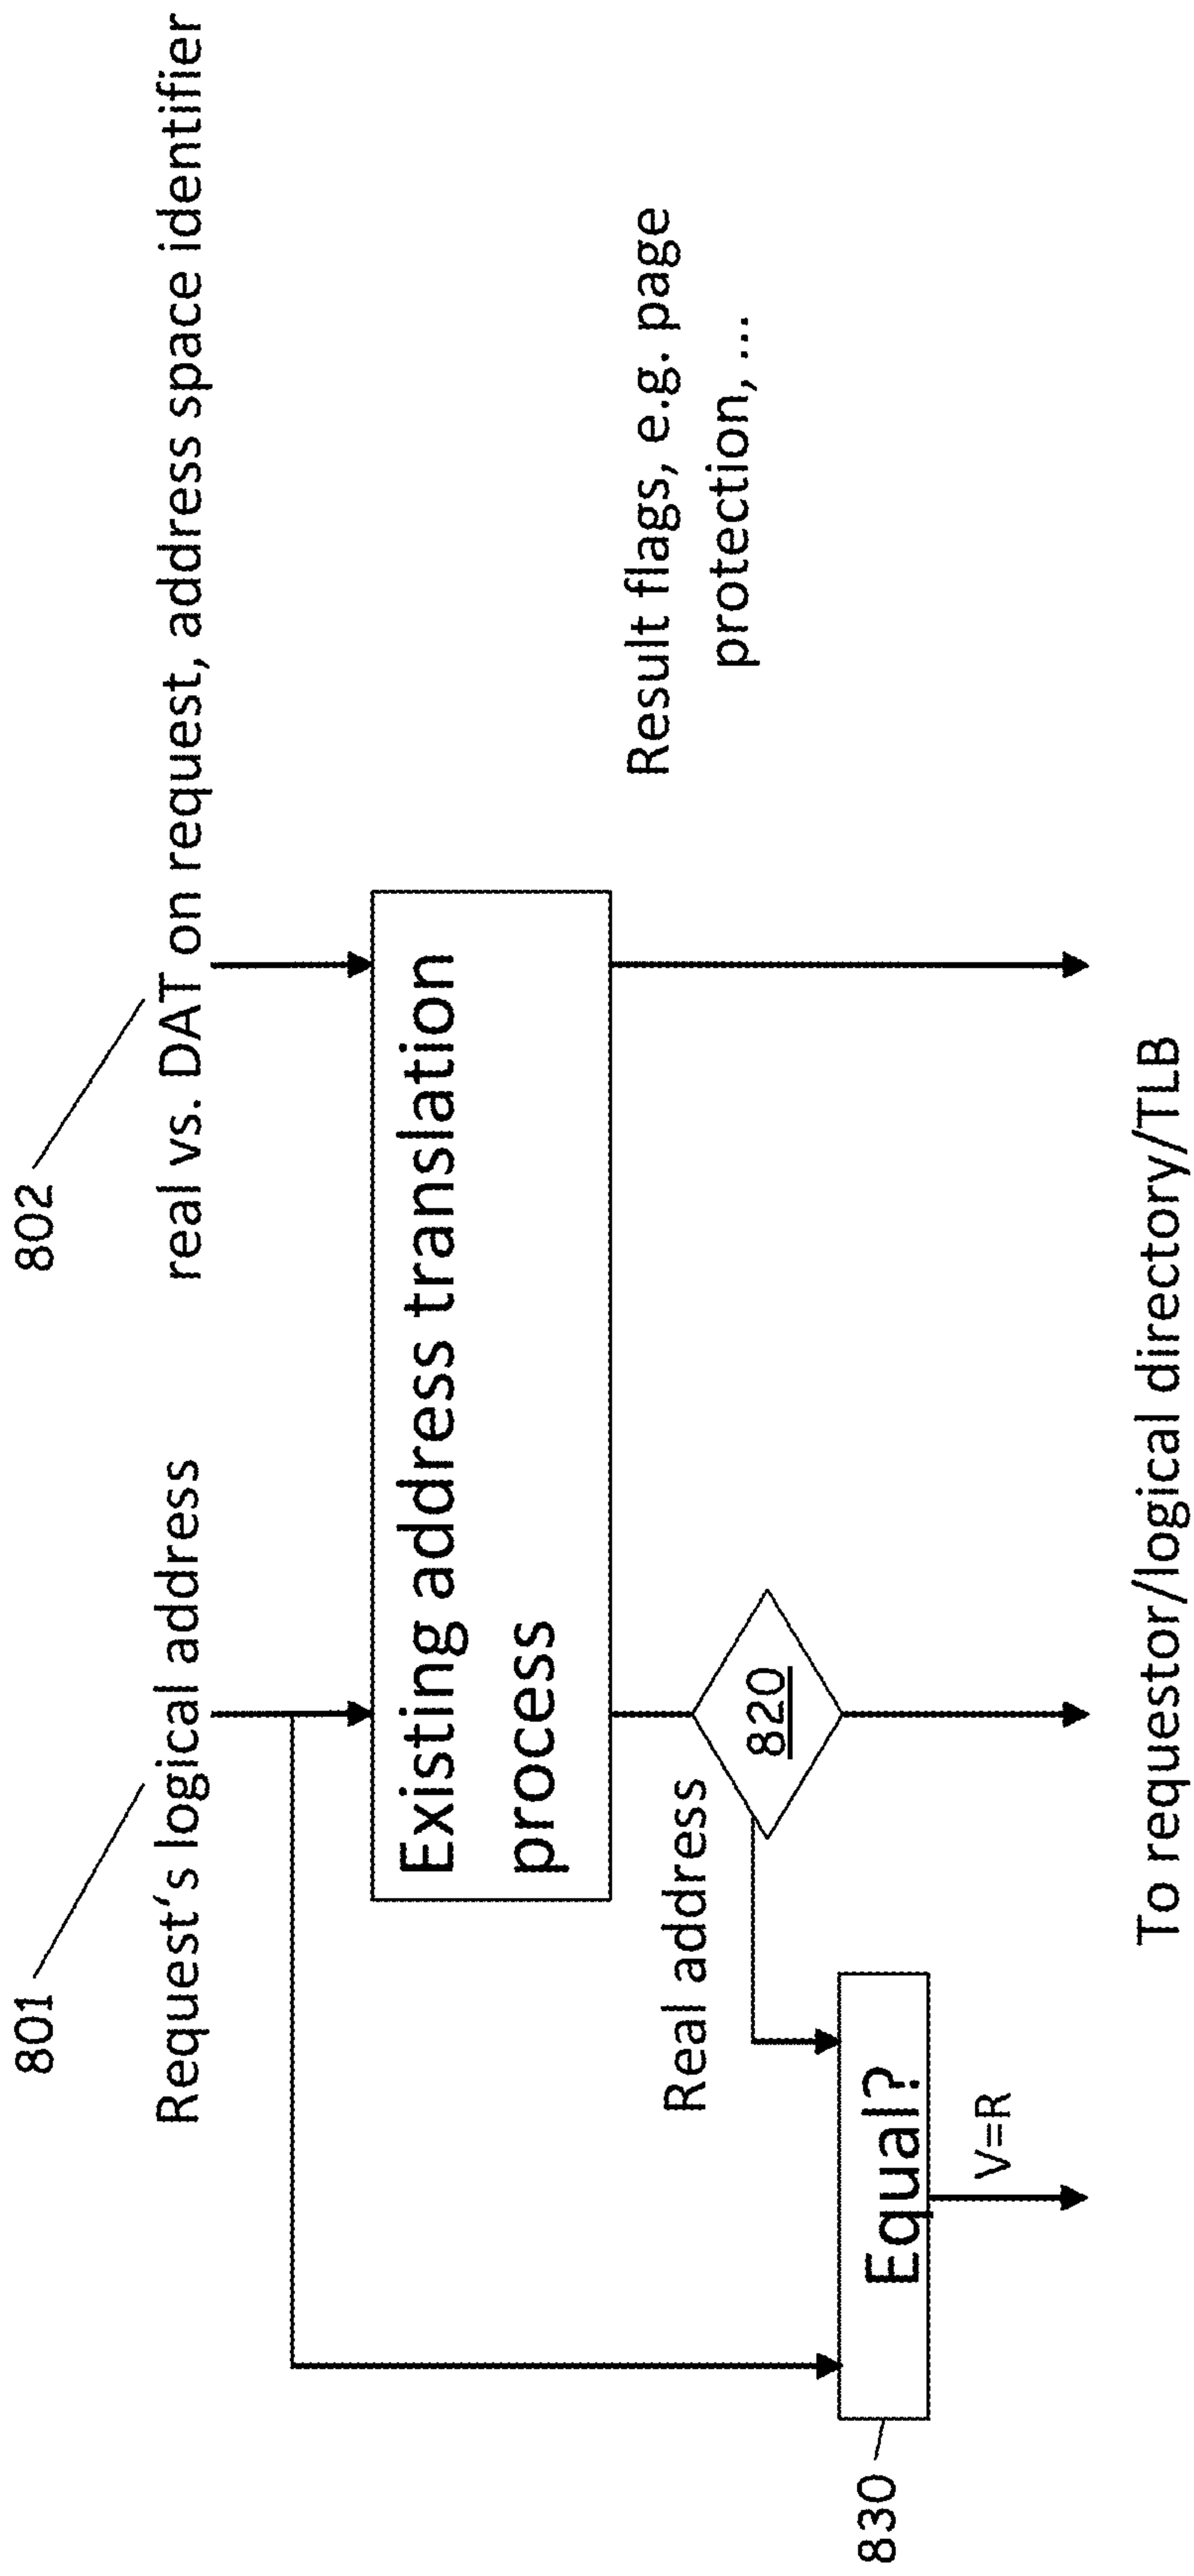 801
802
Request‘s logical address
real vs. DAT on request, address space identifier
Existing address translation
process
Real address
820
Result flags, e.g. page
protection, ...
830
Equal?
V=R
To requestor/logical directory/TLB